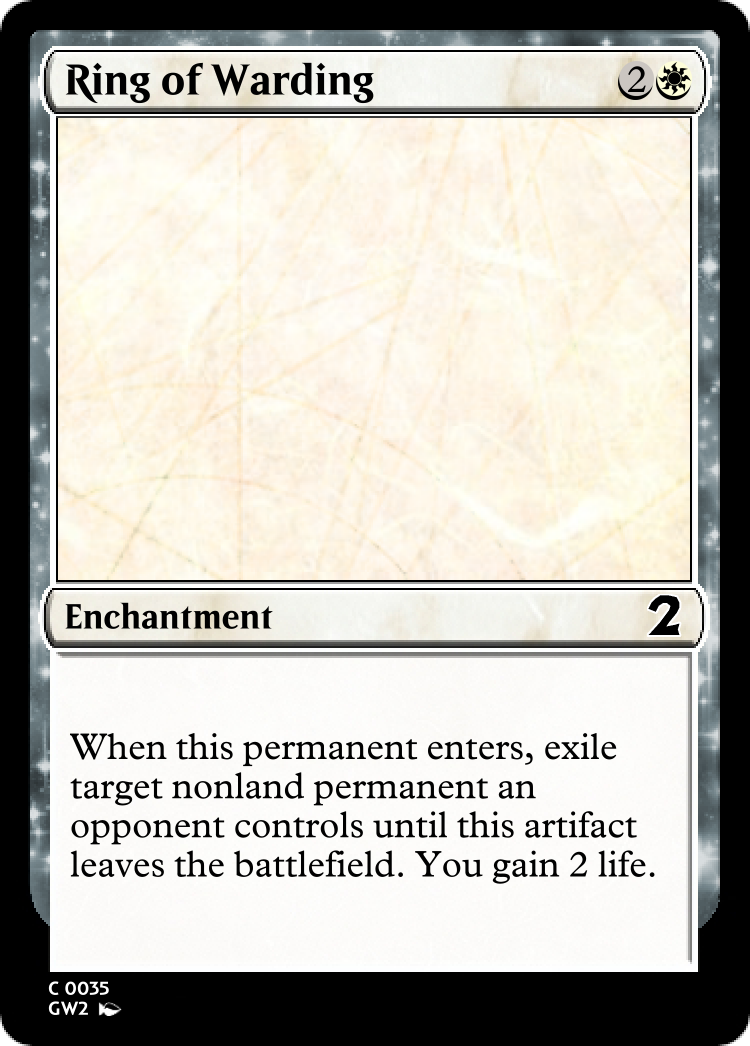 Ring of Warding 2
Enchantment 2
When this permanent enters, exile
target nonland permanent an
opponent controls until this artifact
leaves the battlefield. You gain 2 life.
C 0035
GW2